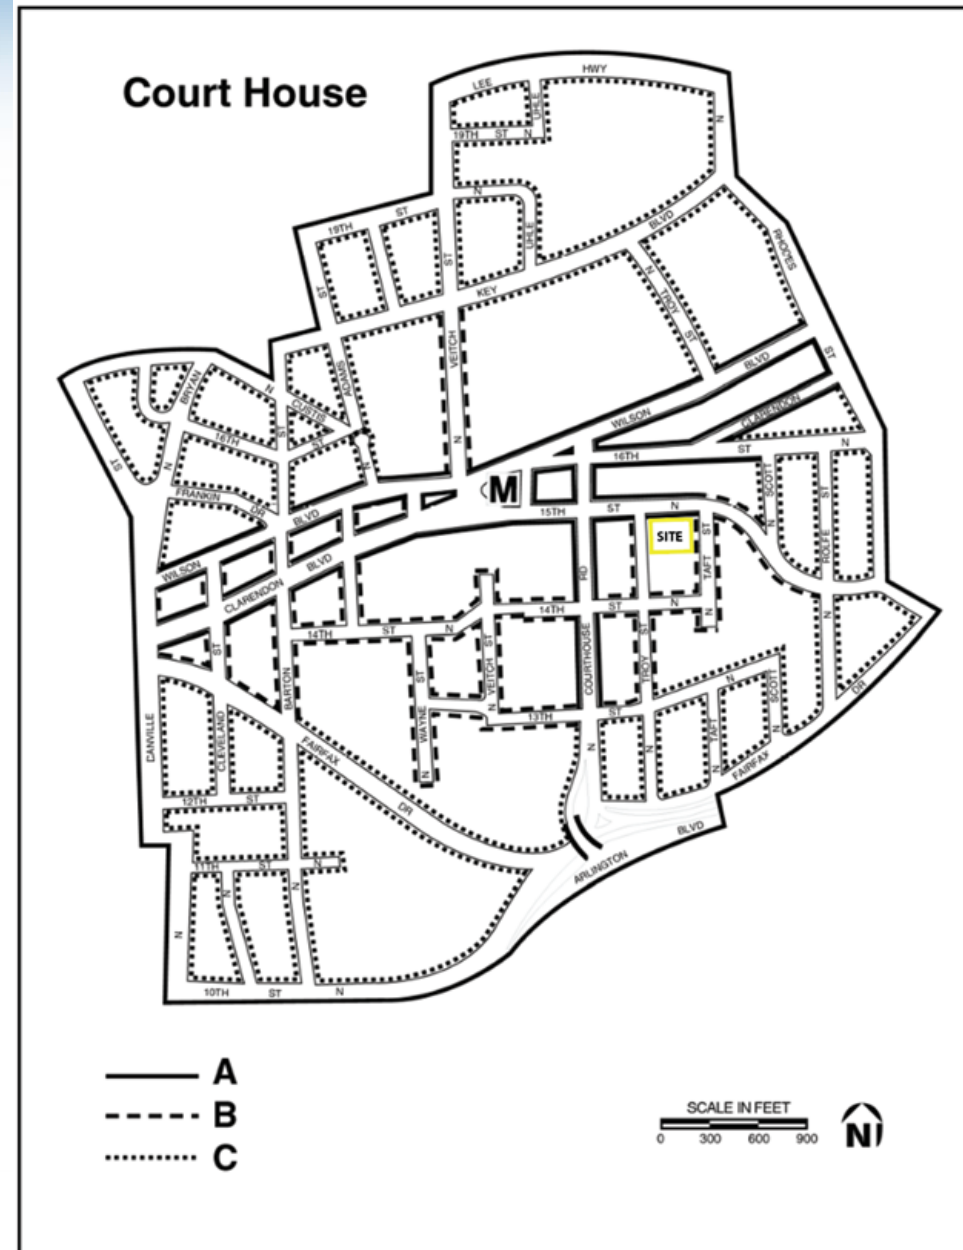 Court House
LEE
HWY
UHLE
19TH ST N
N
N
19TH ST
UHLE
ST
BLVD
RHODES
ST
KEY
N TROY ST
ADAMS
VEITCH
BLVD
ST
BRYAN
N
CUSTIS
WILSON
CLARENDON
16TH
ST
ST
N
16TH
ST
N
ST
N
N
M
SCOTT
ST
FRANKIN
DR
BLVD
15TH
ST
N
N
SITE
ST
ROLFE
WILSON
BLVD
RD
TAFT
CLARENDON
14TH
ST
N
N
N
14TH
ST
N
ST
ST
ST
COURTHOUSE
TROY
BARTON
VEITCH
N
SCOTT
DR
CANVILLE
CLEVELAND
WAYNE
N
13TH
ST
TAFT
N
FAIRFAX
N
N
N
FAIRFAX
N
DR
12TH
ST
BLVD
11TH
ST
N
ARLINGTON
N
N
N
10TH
ST
N
A
B
C
SCALE IN FEET
0 300 600 900
N